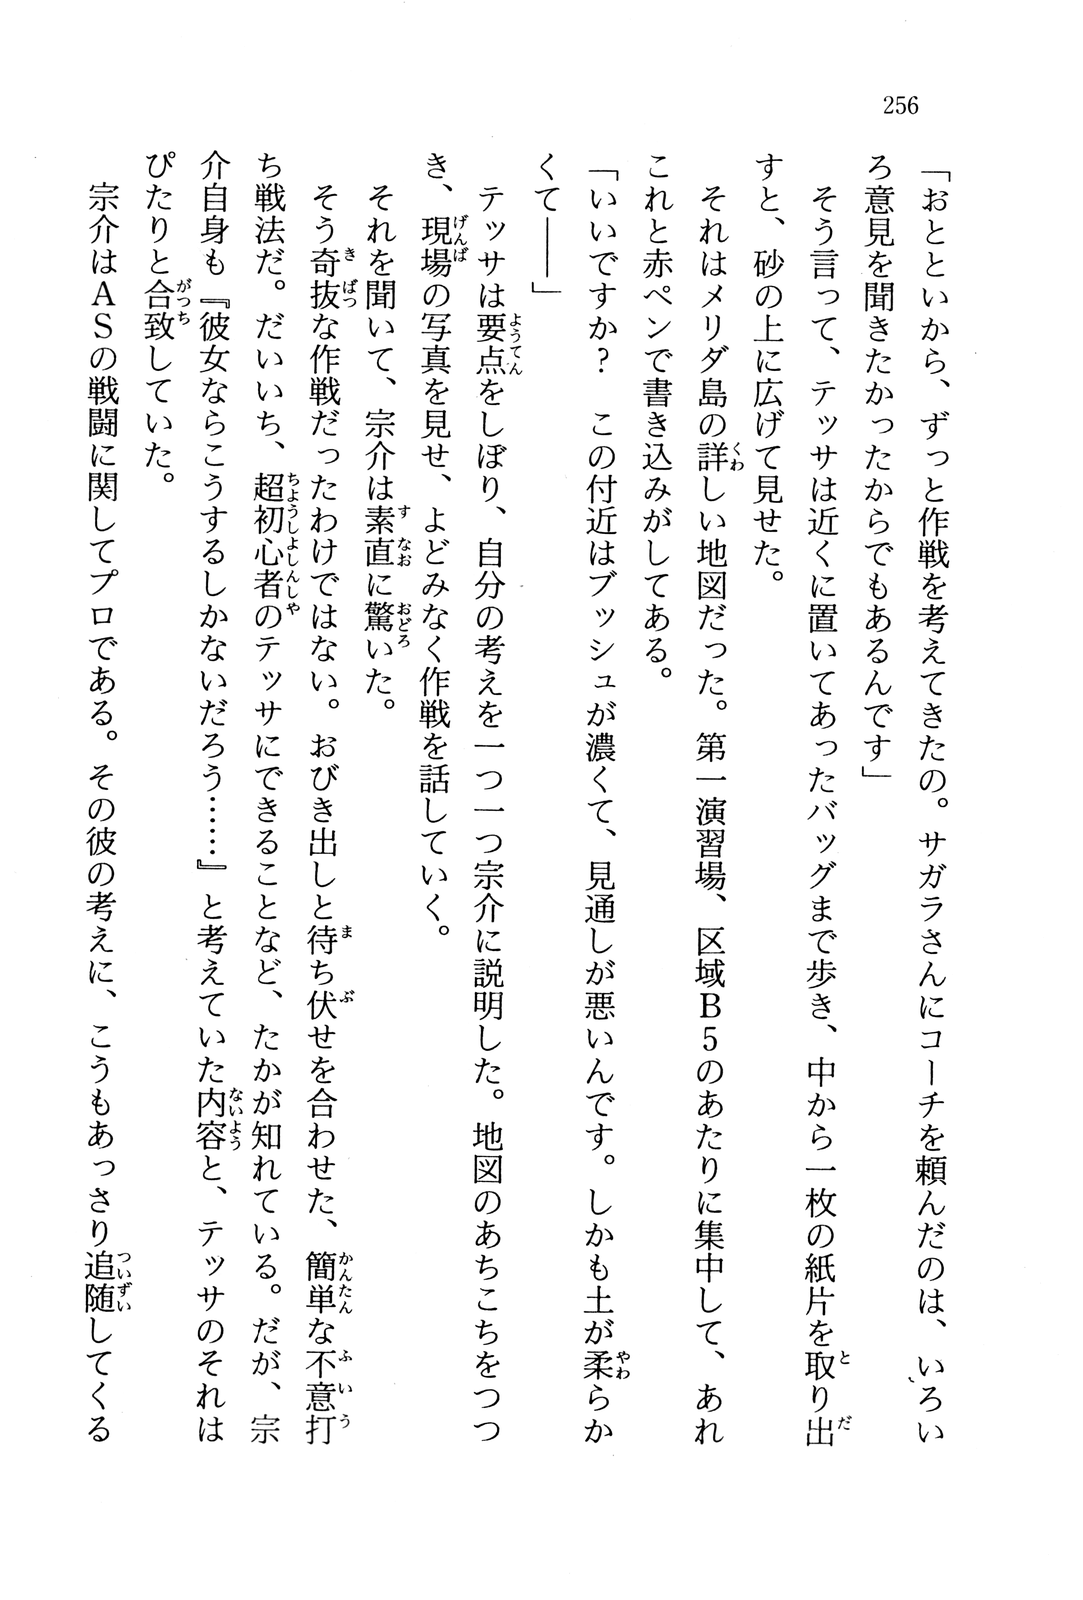 256
「おとといから、ずっと作戦を考えてきたの。サガラさんにコーチを頼んだのは、いろい
ろ意見を聞きたかったからでもあるんです」
　そう言って、テッサは近くに置いてあったバッグまで歩き、中から一枚の紙片を取り出
すと、砂の上に広げて見せた。
　それはメリダ島の詳しい地図だった。第一演習場、区域B5のあたりに集中して、あれ
これと赤ペンで書き込みがしてある。
「いいですか？　この付近はブッシュが濃くて、見通しが悪いんです。しかも土が柔らか
くて――」
　テッサは要点をしぼり、自分の考えを一つ一つ宗介に説明した。地図のあちこちをつつ
き、現場の写真を見せ、よどみなく作戦を話していく。
　それを聞いて、宗介は素直に驚いた。
　そう奇抜な作戦だったわけではない。おびき出しと待ち伏せを合わせた、簡単な不意打
ち戦法だ。だいいち、超初心者のテッサにできることなど、たかが知れている。だが、宗
介自身も『彼女ならこうするしかないだろう……』と考えていた内容と、テッサのそれは
ぴたりと合致していた。
　宗介はASの戦闘に関してプロである。その彼の考えに、こうもあっさり追随してくる